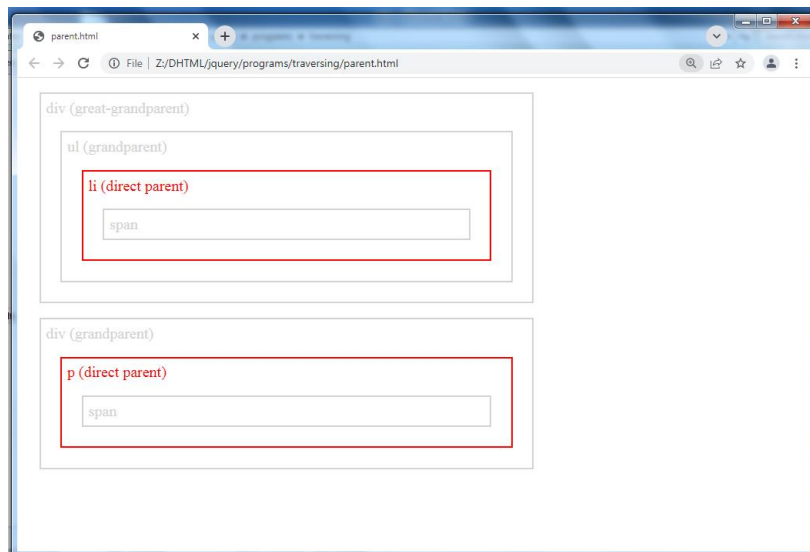 parent.html
File | Z:/DHTML/jquery/programs/traversing/parent.html
div (great-grandparent)
ul (grandparent)
li (direct parent)
span
div (grandparent)
p (direct parent)
span